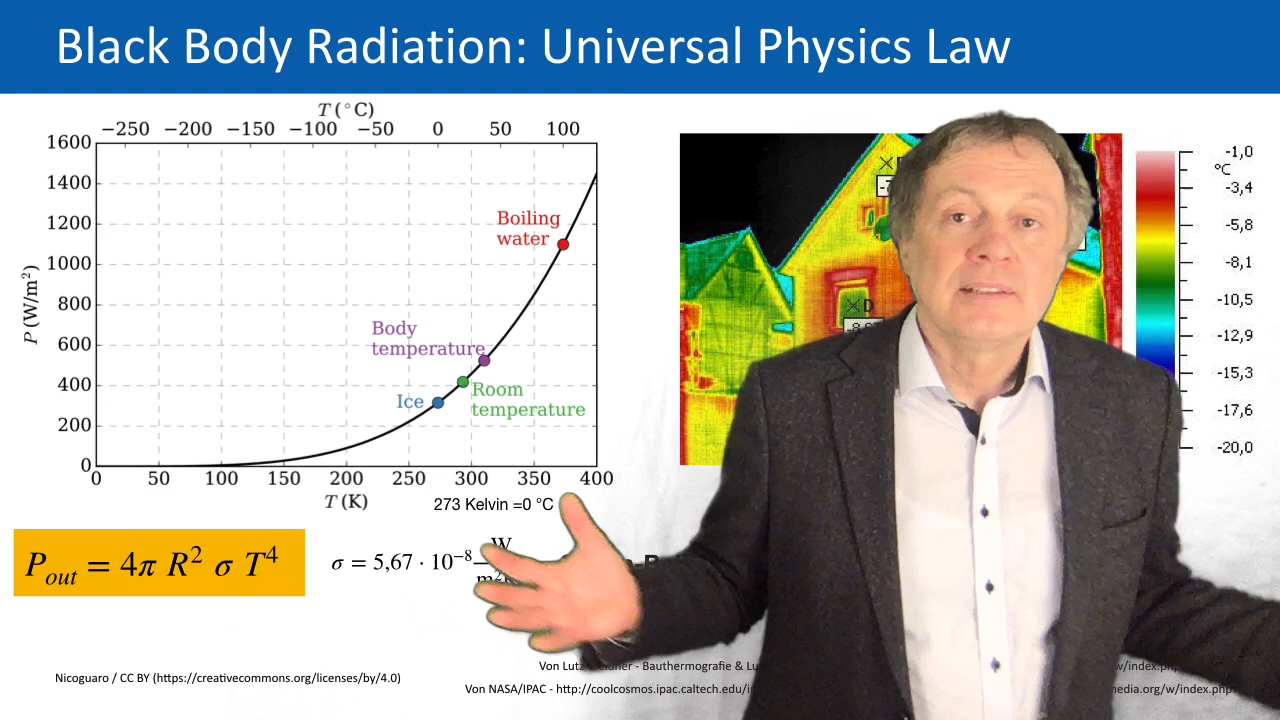 Black Body Radiation: Universal Physics Law
T (°C)
−250 −200 −150 −100 −50 0 50 100
1600
1400
1200
1000
800
600
400
200
0
P (W/m²)
Boiling
water
Body
temperature
Ice
Room
temperature
0 50 100 150 200 250 300 350 400
T (K)
273 Kelvin =0 °C
D
-1,0
°C
-3,4
-5,8
-8,1
-10,5
-12,9
-15,3
-17,6
-20,0
P_out = 4π R² σ T⁴
σ = 5,67 · 10⁻⁸ W
Von Lutz - Bauthermografie &
Nicoguaro / CC BY (https://creativecommons.org/licenses/by/4.0)
Von NASA/IPAC - http://coolcosmos.ipac.caltech.edu/